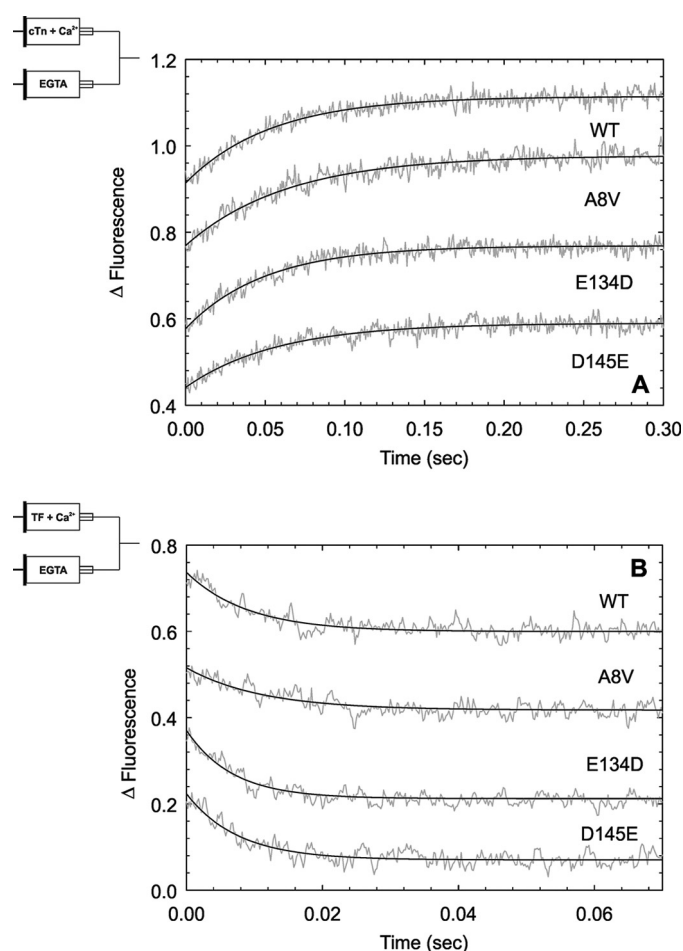 cTn + Ca²⁺
EGTA
1.2
1.0
0.8
0.6
0.4
Δ Fluorescence
WT
A8V
E134D
D145E
A
0.00 0.05 0.10 0.15 0.20 0.25 0.30
Time (sec)
TF + Ca²⁺
EGTA
0.8
0.6
0.4
0.2
0.0
Δ Fluorescence
B
WT
A8V
E134D
D145E
0.00 0.02 0.04 0.06
Time (sec)